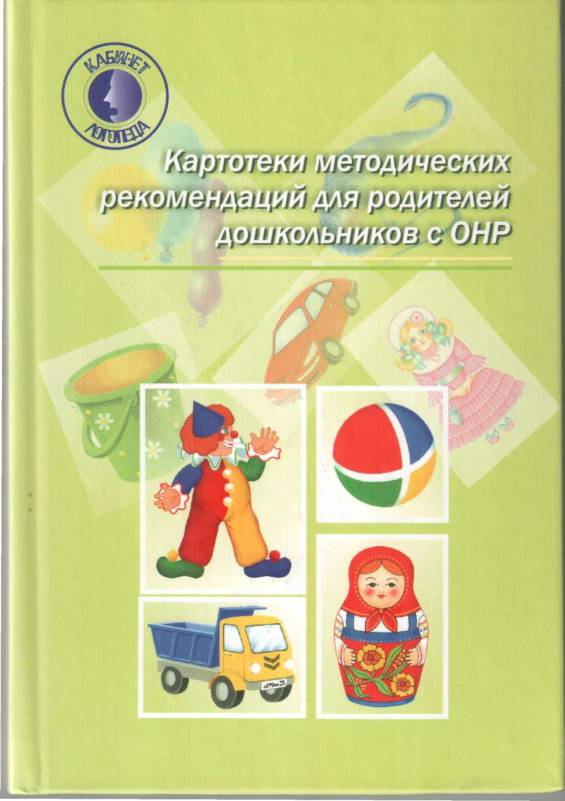 КАБИНЕТ
ЛОГОПЕДА
Картотеки методических
рекомендаций для родителей
дошкольников с ОНР